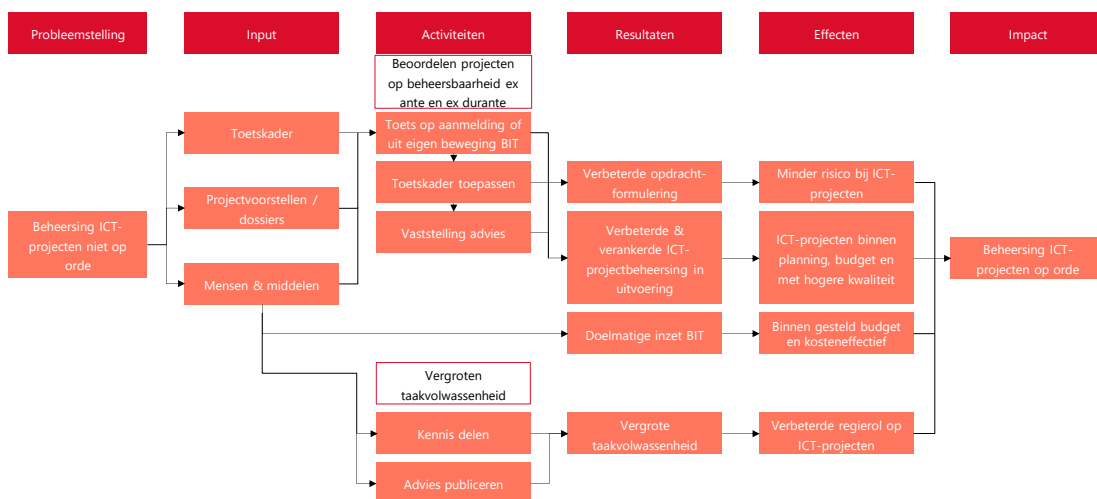 Probleemstelling
Input
Activiteiten
Resultaten
Effecten
Impact
Beoordelen projecten
op beheersbaarheid ex
ante en ex durante
Toetskader
Toets op aanmelding of
uit eigen beweging BIT
Toetskader toepassen
Verbeterde opdracht-
formulering
Minder risico bij ICT-
projecten
Projectvoorstellen /
dossiers
Vaststelling advies
Beheersing ICT-
projecten niet op
orde
Verbeterde &
verankerde ICT-
projectbeheersing in
uitvoering
ICT-projecten binnen
planning, budget en
met hogere kwaliteit
Beheersing ICT-
projecten op orde
Mensen & middelen
Doelmatige inzet BIT
Binnen gesteld budget
en kosteneffectief
Vergroten
taakvolwassenheid
Kennis delen
Vergrote
taakvolwassenheid
Verbeterde regierol op
ICT-projecten
Advies publiceren